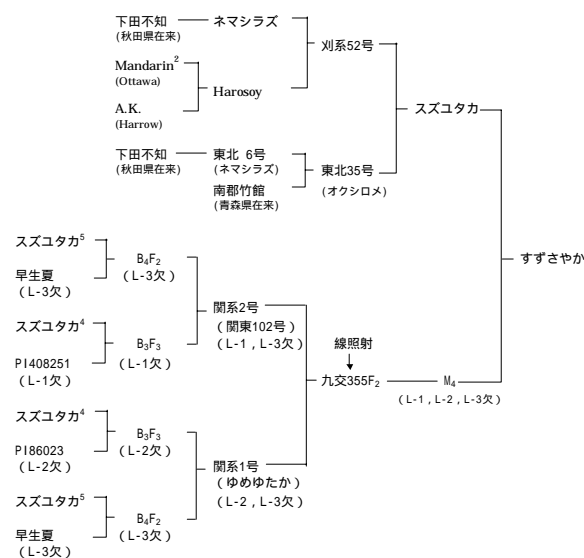 下田不知 ネマシラズ
(秋田県在来)
刈系52号
Mandarin²
(Ottawa)
Harosoy
A.K.
(Harrow)
スズユタカ
下田不知 東北 6号
(秋田県在来) (ネマシラズ)
東北35号
(オクシロメ)
南郡竹館
(青森県在来)
すずさやか
スズユタカ⁵
B₄F₂
(L-3欠)
早生夏
(L-3欠)
関系2号
(関東102号)
(L-1,L-3欠)
スズユタカ⁴
B₃F₃
(L-1欠)
PI408251
(L-1欠)
線照射
九交355F₂ M₄
(L-1,L-2,L-3欠)
スズユタカ⁴
B₃F₃
(L-2欠)
PI86023
(L-2欠)
関系1号
(ゆめゆたか)
(L-2,L-3欠)
スズユタカ⁵
B₄F₂
(L-3欠)
早生夏
(L-3欠)